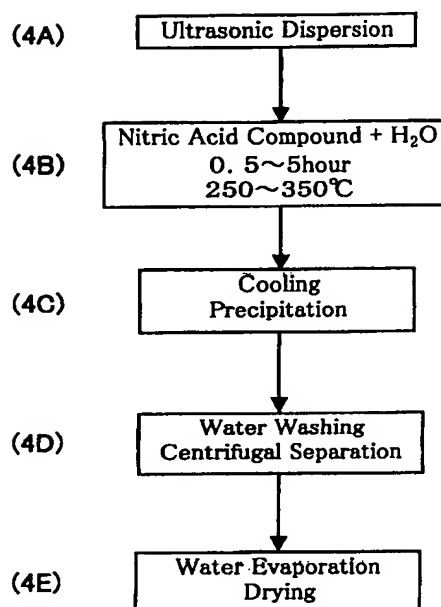 (4A)
Ultrasonic Dispersion
(4B)
Nitric Acid Compound + H₂O
0. 5～5hour
250～350℃
(4C)
Cooling
Precipitation
(4D)
Water Washing
Centrifugal Separation
(4E)
Water Evaporation
Drying